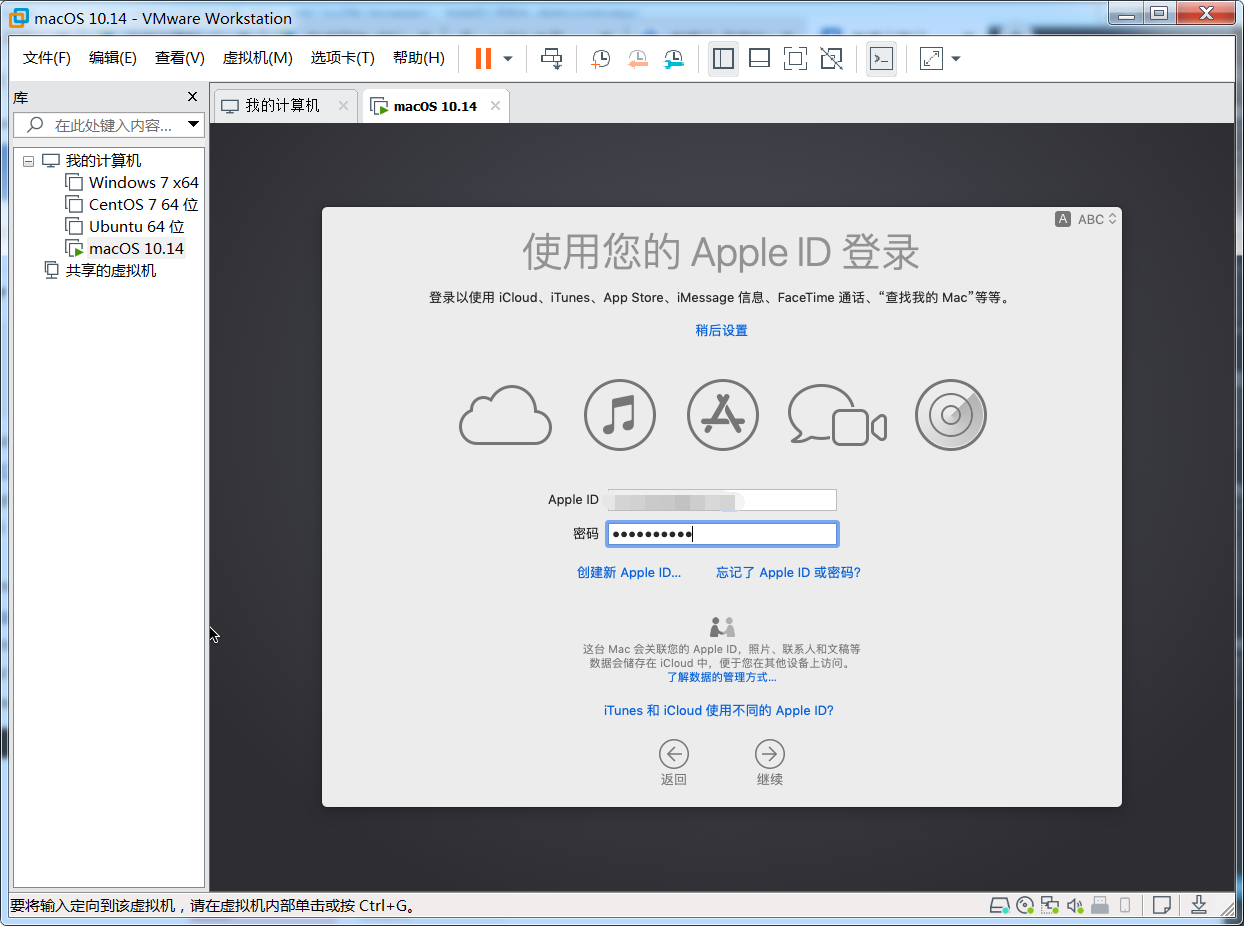 macOS 10.14 - VMware Workstation
文件(F) 编辑(E) 查看(V) 虚拟机(M) 选项卡(T) 帮助(H)
库
在此处键入内容...
我的计算机
Windows 7 x64
CentOS 7 64 位
Ubuntu 64 位
macOS 10.14
共享的虚拟机
我的计算机
macOS 10.14
A ABC
使用您的 Apple ID 登录
登录以使用 iCloud、iTunes、App Store、iMessage 信息、FaceTime 通话、“查找我的 Mac”等等。
稍后设置
Apple ID
密码 ●●●●●●●●●●
创建新 Apple ID... 忘记了 Apple ID 或密码?
这台 Mac 会关联您的 Apple ID，照片、联系人和文稿等
数据会储存在 iCloud 中，便于您在其他设备上访问。
了解数据的管理方式...
iTunes 和 iCloud 使用不同的 Apple ID?
返回 继续
要将输入定向到该虚拟机，请在虚拟机内部单击或按 Ctrl+G。